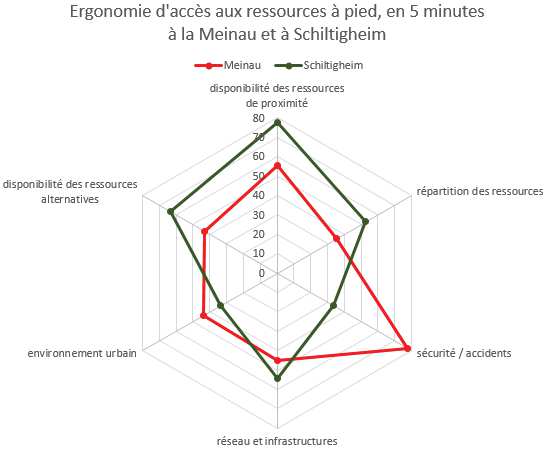 Ergonomie d'accès aux ressources à pied, en 5 minutes
à la Meinau et à Schiltigheim
Meinau
Schiltigheim
disponibilité des ressources
de proximité
80
70
60
50
40
30
20
10
0
répartition des ressources
sécurité / accidents
réseau et infrastructures
environnement urbain
disponibilité des ressources
alternatives